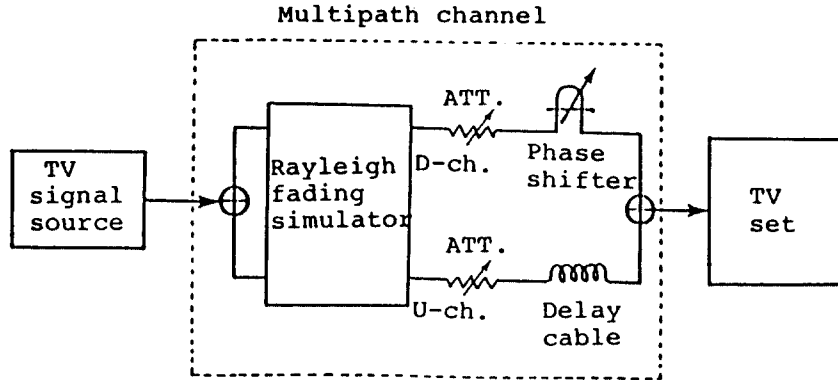 Multipath channel
TV
signal
source
Rayleigh
fading
simulator
ATT.
D-ch.
Phase
shifter
ATT.
U-ch.
Delay
cable
TV
set